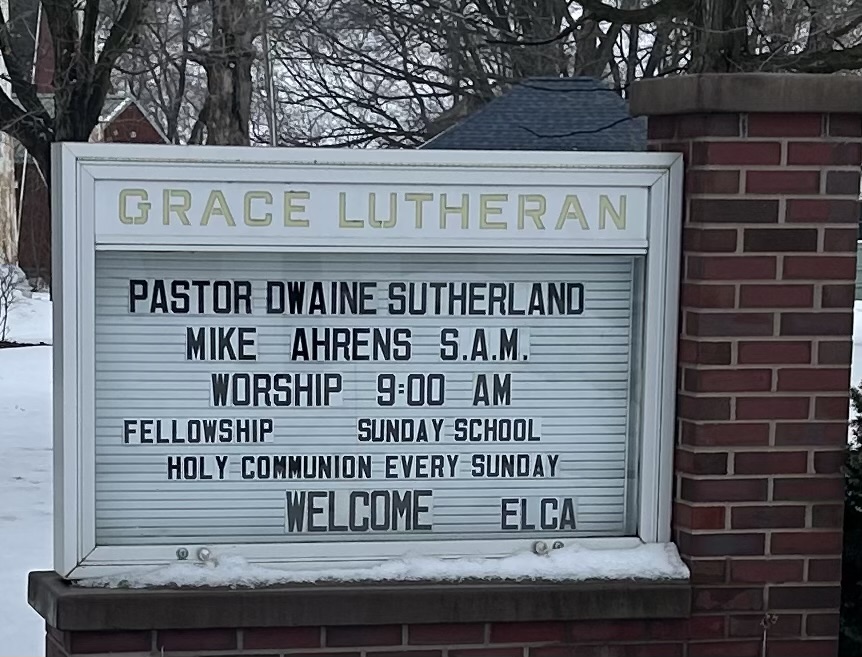 GRACE LUTHERAN
PASTOR DWAINE SUTHERLAND
MIKE AHRENS S.A.M.
WORSHIP 9:00 AM
FELLOWSHIP SUNDAY SCHOOL
HOLY COMMUNION EVERY SUNDAY
WELCOME ELCA